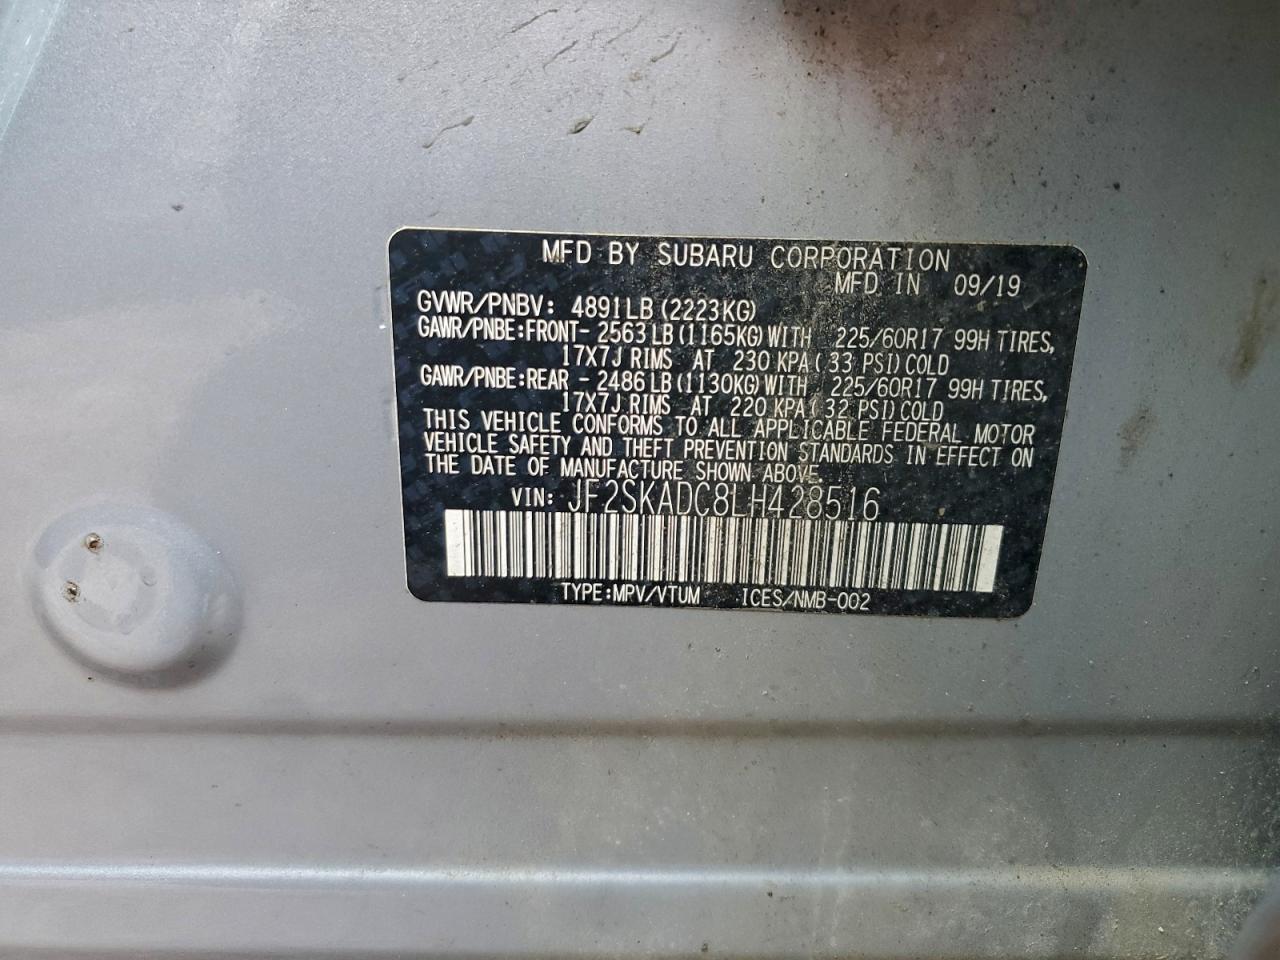 MFD BY SUBARU CORPORATION
MFD IN 09/19
GVWR/PNBV: 4891LB (2223KG)
GAWR/PNBE:FRONT- 2563LB (1165KG) WITH 225/60R17 99H TIRES,
17X7J RIMS AT 230 KPA ( 33 PSI) COLD
GAWR/PNBE:REAR - 2486LB (1130KG) WITH 225/60R17 99H TIRES,
17X7J RIMS AT 220 KPA ( 32 PSI) COLD
THIS VEHICLE CONFORMS TO ALL APPLICABLE FEDERAL MOTOR
VEHICLE SAFETY AND THEFT PREVENTION STANDARDS IN EFFECT ON
THE DATE OF MANUFACTURE SHOWN ABOVE.
VIN: JF2SKADC8LH428516
TYPE:MPV/VTUM ICES/NMB-002